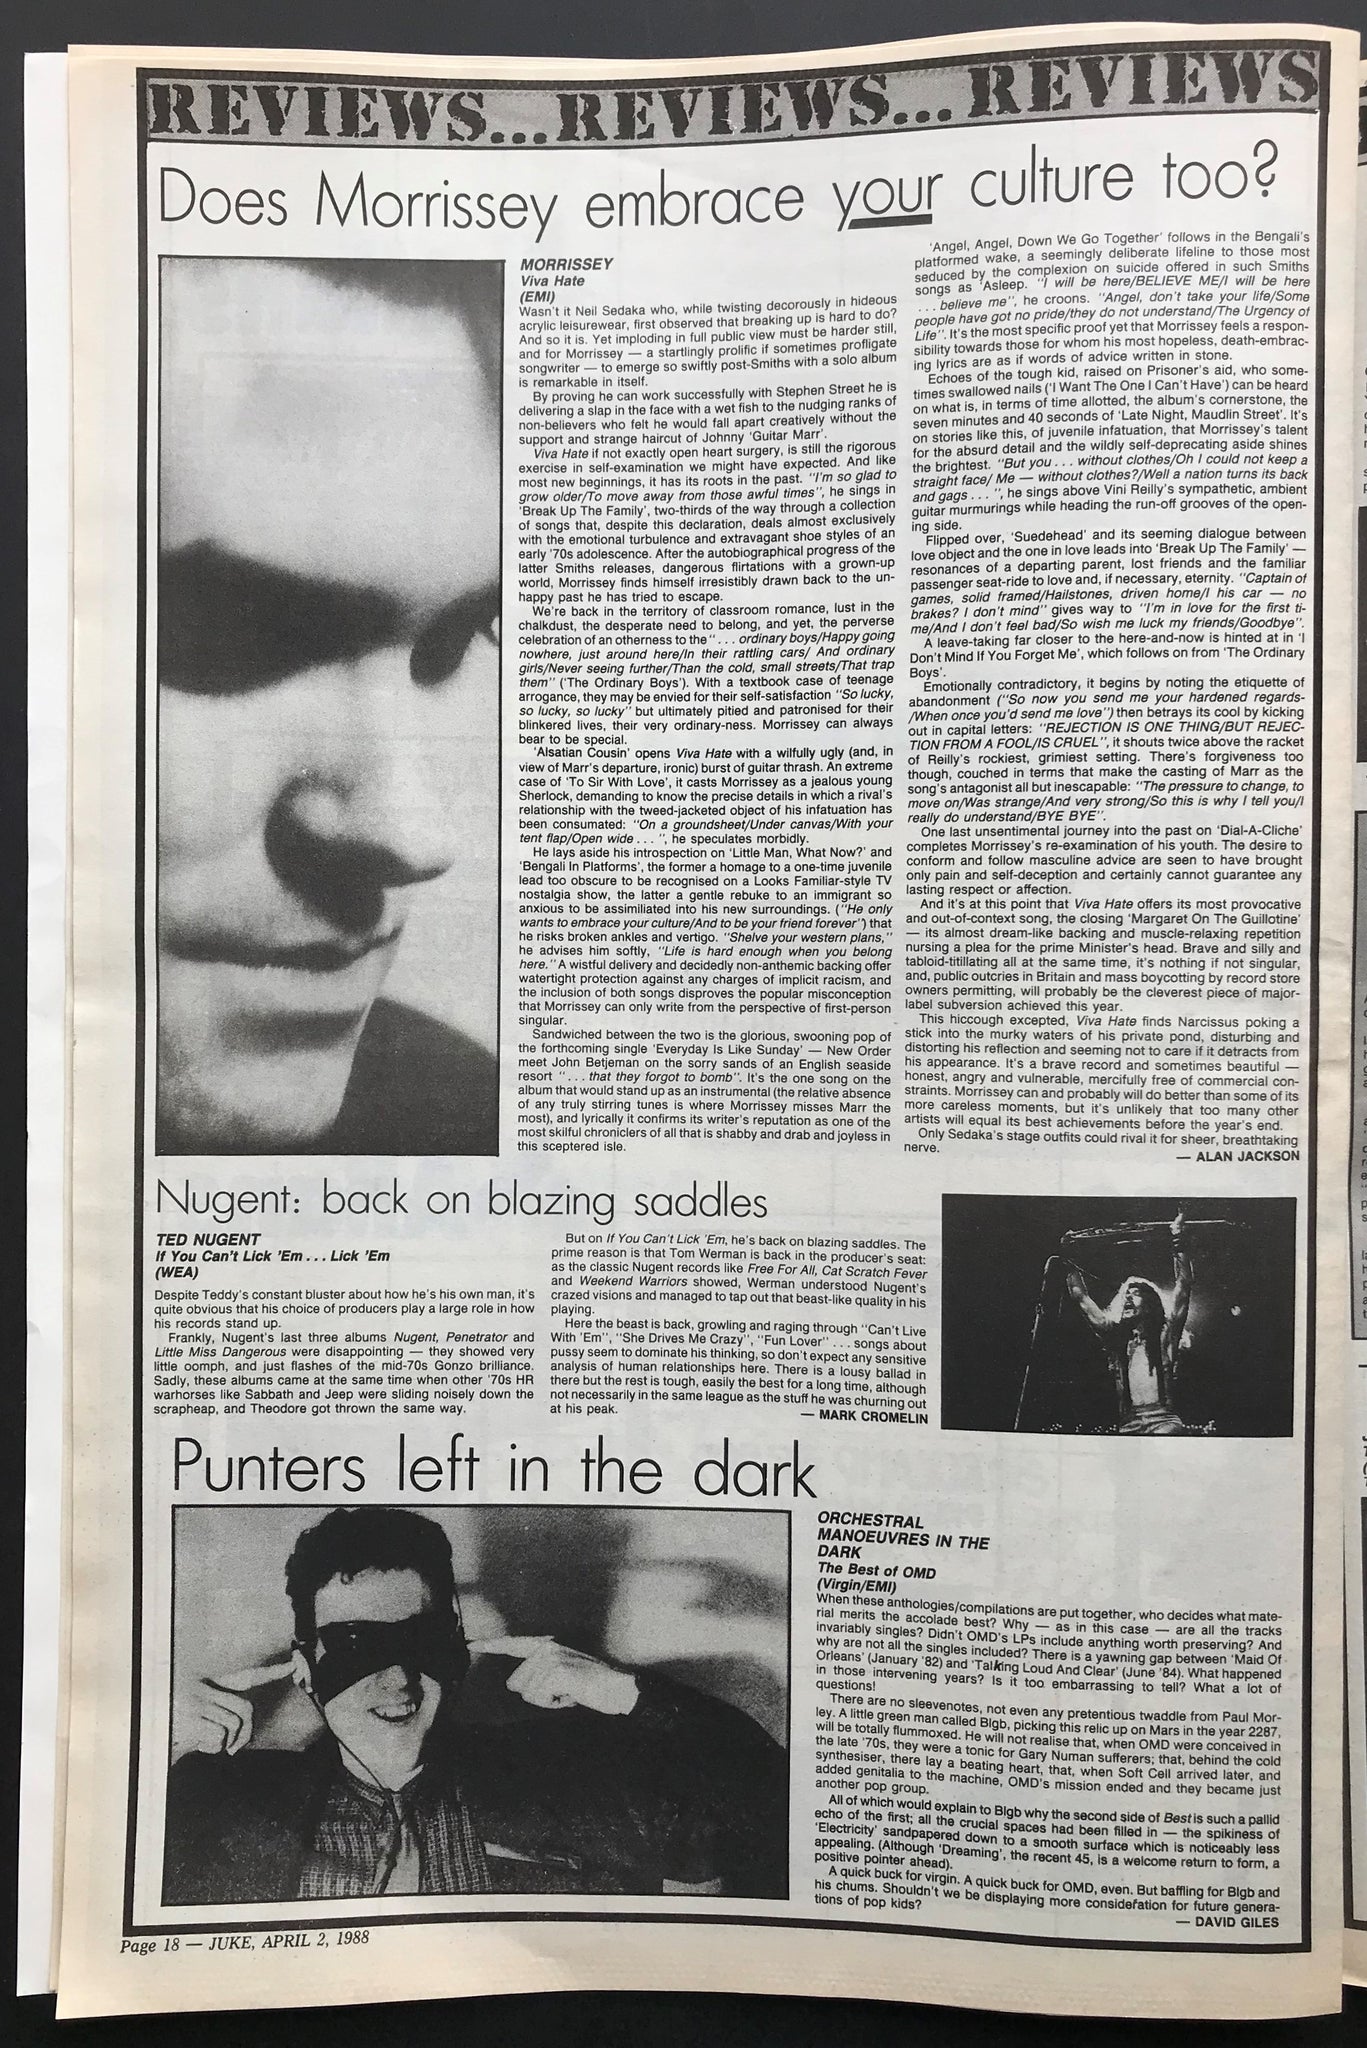 REVIEWS...REVIEWS...REVIEWS
Does Morrissey embrace your culture too?
MORRISSEY
Viva Hate
(EMI)
Wasn't it Neil Sedaka who, while twisting decorously in hideous
acrylic leisurewear, first observed that breaking up is hard to do?
And so it is. Yet imploding in full public view must be harder still,
and for Morrissey — a startlingly prolific if sometimes profligate
songwriter — to emerge so swiftly post-Smiths with a solo album
is remarkable in itself.
By proving he can work successfully with Stephen Street he is
delivering a slap in the face with a wet fish to the nudging ranks of
non-believers who felt he would fall apart creatively without the
support and strange haircut of Johnny 'Guitar Marr'.
Viva Hate if not exactly open heart surgery, is still the rigorous
exercise in self-examination we might have expected. And like
most new beginnings, it has its roots in the past. "I'm so glad to
grow older/To move away from those awful times", he sings in
'Break Up The Family', two-thirds of the way through a collection
of songs that, despite this declaration, deals almost exclusively
with the emotional turbulence and extravagant shoe styles of an
early '70s adolescence. After the autobiographical progress of the
latter Smiths releases, dangerous flirtations with a grown-up
world, Morrissey finds himself irresistibly drawn back to the un-
happy past he has tried to escape.
We're back in the territory of classroom romance, lust in the
chalkdust, the desperate need to belong, and yet, the perverse
celebration of an otherness to the " . . . ordinary boys/Happy going
nowhere, just around here/In their rattling cars/ And ordinary
girls/Never seeing further/Than the cold, small streets/That trap
them" ('The Ordinary Boys'). With a textbook case of teenage
arrogance, they may be envied for their self-satisfaction "So lucky,
so lucky, so lucky" but ultimately pitied and patronised for their
blinkered lives, their very ordinary-ness. Morrissey can always
bear to be special.
'Alsatian Cousin' opens Viva Hate with a wilfully ugly (and, in
view of Marr's departure, ironic) burst of guitar thrash. An extreme
case of 'To Sir With Love', it casts Morrissey as a jealous young
Sherlock, demanding to know the precise details in which a rival's
relationship with the tweed-jacketed object of his infatuation has
been consumated: "On a groundsheet/Under canvas/With your
tent flap/Open wide . . . ", he speculates morbidly.
He lays aside his introspection on 'Little Man, What Now?' and
'Bengali In Platforms', the former a homage to a one-time juvenile
lead too obscure to be recognised on a Looks Familiar-style TV
nostalgia show, the latter a gentle rebuke to an immigrant so
anxious to be assimiliated into his new surroundings. ("He only
wants to embrace your culture/And to be your friend forever") that
he risks broken ankles and vertigo. "Shelve your western plans,"
he advises him softly, "Life is hard enough when you belong
here." A wistful delivery and decidedly non-anthemic backing offer
watertight protection against any charges of implicit racism, and
the inclusion of both songs disproves the popular misconception
that Morrissey can only write from the perspective of first-person
singular.
Sandwiched between the two is the glorious, swooning pop of
the forthcoming single 'Everyday Is Like Sunday' — New Order
meet John Betjeman on the sorry sands of an English seaside
resort " . . . that they forgot to bomb". It's the one song on the
album that would stand up as an instrumental (the relative absence
of any truly stirring tunes is where Morrissey misses Marr the
most), and lyrically it confirms its writer's reputation as one of the
most skilful chroniclers of all that is shabby and drab and joyless in
this sceptered isle.
'Angel, Angel, Down We Go Together' follows in the Bengali's
platformed wake, a seemingly deliberate lifeline to those most
seduced by the complexion on suicide offered in such Smiths
songs as 'Asleep. "I will be here/BELIEVE ME/I will be here
. . . believe me", he croons. "Angel, don't take your life/Some
people have got no pride/they do not understand/The Urgency of
Life". It's the most specific proof yet that Morrissey feels a respon-
sibility towards those for whom his most hopeless, death-embrac-
ing lyrics are as if words of advice written in stone.
Echoes of the tough kid, raised on Prisoner's aid, who some-
times swallowed nails ('I Want The One I Can't Have') can be heard
on what is, in terms of time allotted, the album's cornerstone, the
seven minutes and 40 seconds of 'Late Night, Maudlin Street'. It's
on stories like this, of juvenile infatuation, that Morrissey's talent
for the absurd detail and the wildly self-deprecating aside shines
the brightest. "But you . . . without clothes/Oh I could not keep a
straight face/ Me — without clothes?/Well a nation turns its back
and gags . . . ", he sings above Vini Reilly's sympathetic, ambient
guitar murmurings while heading the run-off grooves of the open-
ing side.
Flipped over, 'Suedehead' and its seeming dialogue between
love object and the one in love leads into 'Break Up The Family' —
resonances of a departing parent, lost friends and the familiar
passenger seat-ride to love and, if necessary, eternity. "Captain of
games, solid framed/Hailstones, driven home/I his car — no
brakes? I don't mind" gives way to "I'm in love for the first ti-
me/And I don't feel bad/So wish me luck my friends/Goodbye".
A leave-taking far closer to the here-and-now is hinted at in 'I
Don't Mind If You Forget Me', which follows on from 'The Ordinary
Boys'.
Emotionally contradictory, it begins by noting the etiquette of
abandonment ("So now you send me your hardened regards-
/When once you'd send me love") then betrays its cool by kicking
out in capital letters: "REJECTION IS ONE THING/BUT REJEC-
TION FROM A FOOL/IS CRUEL", it shouts twice above the racket
of Reilly's rockiest, grimiest setting. There's forgiveness too
though, couched in terms that make the casting of Marr as the
song's antagonist all but inescapable: "The pressure to change, to
move on/Was strange/And very strong/So this is why I tell you/I
really do understand/BYE BYE".
One last unsentimental journey into the past on 'Dial-A-Cliche'
completes Morrissey's re-examination of his youth. The desire to
conform and follow masculine advice are seen to have brought
only pain and self-deception and certainly cannot guarantee any
lasting respect or affection.
And it's at this point that Viva Hate offers its most provocative
and out-of-context song, the closing 'Margaret On The Guillotine'
— its almost dream-like backing and muscle-relaxing repetition
nursing a plea for the prime Minister's head. Brave and silly and
tabloid-titillating all at the same time, it's nothing if not singular,
and, public outcries in Britain and mass boycotting by record store
owners permitting, will probably be the cleverest piece of major-
label subversion achieved this year.
This hiccough excepted, Viva Hate finds Narcissus poking a
stick into the murky waters of his private pond, disturbing and
distorting his reflection and seeming not to care if it detracts from
his appearance. It's a brave record and sometimes beautiful —
honest, angry and vulnerable, mercifully free of commercial con-
straints. Morrissey can and probably will do better than some of its
more careless moments, but it's unlikely that too many other
artists will equal its best achievements before the year's end.
Only Sedaka's stage outfits could rival it for sheer, breathtaking
nerve.
— ALAN JACKSON
Nugent: back on blazing saddles
TED NUGENT
If You Can't Lick 'Em . . . Lick 'Em
(WEA)
Despite Teddy's constant bluster about how he's his own man, it's
quite obvious that his choice of producers play a large role in how
his records stand up.
Frankly, Nugent's last three albums Nugent, Penetrator and
Little Miss Dangerous were disappointing — they showed very
little oomph, and just flashes of the mid-70s Gonzo brilliance.
Sadly, these albums came at the same time when other '70s HR
warhorses like Sabbath and Jeep were sliding noisely down the
scrapheap, and Theodore got thrown the same way.
But on If You Can't Lick 'Em, he's back on blazing saddles. The
prime reason is that Tom Werman is back in the producer's seat:
as the classic Nugent records like Free For All, Cat Scratch Fever
and Weekend Warriors showed, Werman understood Nugent's
crazed visions and managed to tap out that beast-like quality in his
playing.
Here the beast is back, growling and raging through "Can't Live
With 'Em", "She Drives Me Crazy", "Fun Lover" . . . songs about
pussy seem to dominate his thinking, so don't expect any sensitive
analysis of human relationships here. There is a lousy ballad in
there but the rest is tough, easily the best for a long time, although
not necessarily in the same league as the stuff he was churning out
at his peak.
— MARK CROMELIN
Punters left in the dark
ORCHESTRAL
MANOEUVRES IN THE
DARK
The Best of OMD
(Virgin/EMI)
When these anthologies/compilations are put together, who decides what mate-
rial merits the accolade best? Why — as in this case — are all the tracks
invariably singles? Didn't OMD's LPs include anything worth preserving? And
why are not all the singles included? There is a yawning gap between 'Maid Of
Orleans' (January '82) and 'Talking Loud And Clear' (June '84). What happened
in those intervening years? Is it too embarrassing to tell? What a lot of
questions!
There are no sleevenotes, not even any pretentious twaddle from Paul Mor-
ley. A little green man called Blgb, picking this relic up on Mars in the year 2287,
will be totally flummoxed. He will not realise that, when OMD were conceived in
the late '70s, they were a tonic for Gary Numan sufferers; that, behind the cold
synthesiser, there lay a beating heart, that, when Soft Cell arrived later, and
added genitalia to the machine, OMD's mission ended and they became just
another pop group.
All of which would explain to Blgb why the second side of Best is such a pallid
echo of the first; all the crucial spaces had been filled in — the spikiness of
'Electricity' sandpapered down to a smooth surface which is noticeably less
appealing. (Although 'Dreaming', the recent 45, is a welcome return to form, a
positive pointer ahead).
A quick buck for virgin. A quick buck for OMD, even. But baffling for Blgb and
his chums. Shouldn't we be displaying more consideration for future genera-
tions of pop kids?
— DAVID GILES
Page 18 — JUKE, APRIL 2, 1988